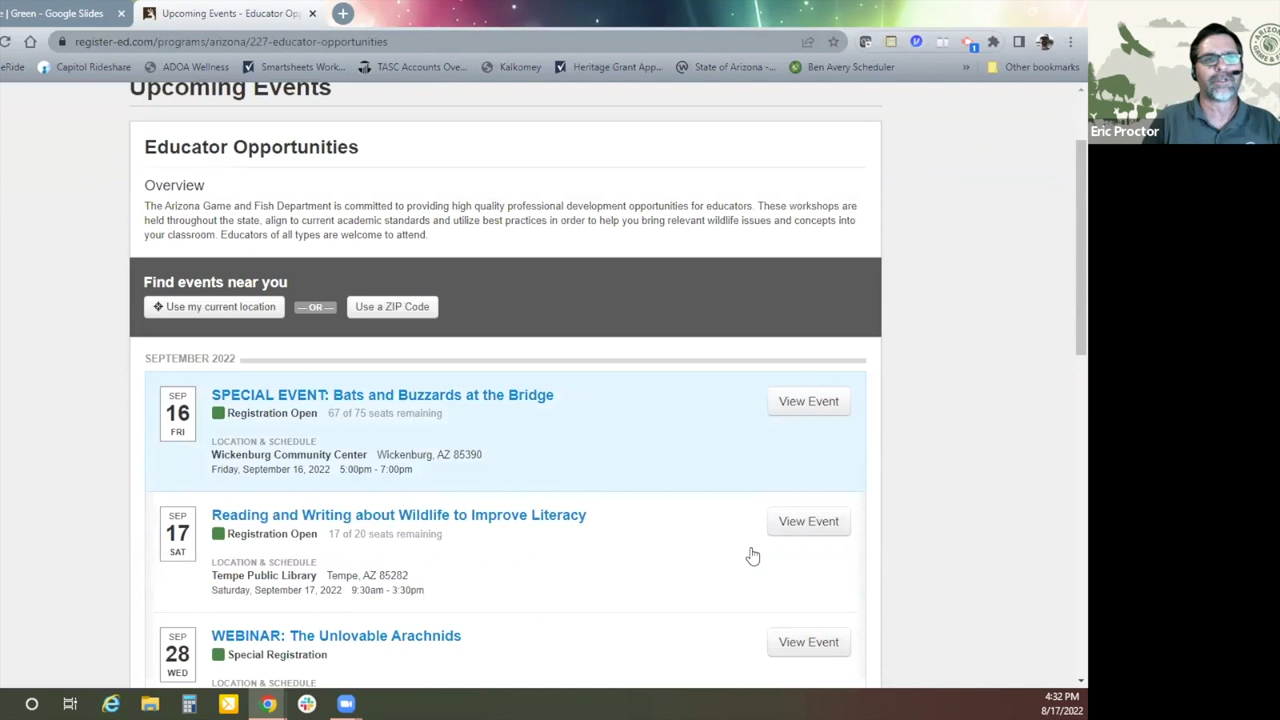 e | Green - Google Slides
Upcoming Events - Educator Opp
register-ed.com/programs/arizona/227-educator-opportunities
eRide
Capitol Rideshare
ADOA Wellness
Smartsheets Work...
TASC Accounts Ove...
Kalkomey
Heritage Grant App...
State of Arizona -...
Ben Avery Scheduler
Other bookmarks
Upcoming Events
Educator Opportunities
Overview
The Arizona Game and Fish Department is committed to providing high quality professional development opportunities for educators. These workshops are
held throughout the state, align to current academic standards and utilize best practices in order to help you bring relevant wildlife issues and concepts into
your classroom. Educators of all types are welcome to attend.
Find events near you
Use my current location
— OR —
Use a ZIP Code
SEPTEMBER 2022
SEP
16
FRI
SPECIAL EVENT: Bats and Buzzards at the Bridge
Registration Open 67 of 75 seats remaining
LOCATION & SCHEDULE
Wickenburg Community Center Wickenburg, AZ 85390
Friday, September 16, 2022 5:00pm - 7:00pm
View Event
SEP
17
SAT
Reading and Writing about Wildlife to Improve Literacy
Registration Open 17 of 20 seats remaining
LOCATION & SCHEDULE
Tempe Public Library Tempe, AZ 85282
Saturday, September 17, 2022 9:30am - 3:30pm
View Event
SEP
28
WED
WEBINAR: The Unlovable Arachnids
Special Registration
LOCATION & SCHEDULE
View Event
Eric Proctor
4:32 PM
8/17/2022